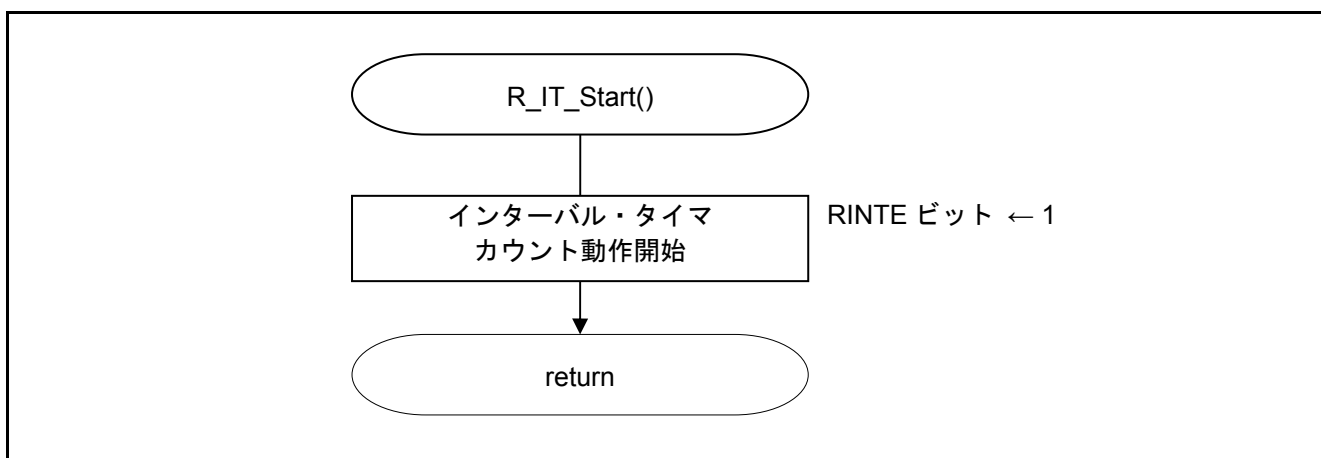 R_IT_Start()
インターバル・タイマ
カウント動作開始
RINTE ビット ← 1
return